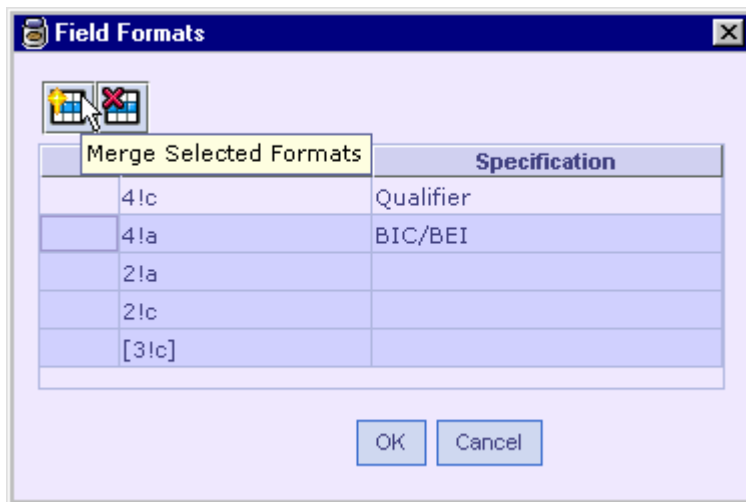 Field Formats
Merge Selected Formats
Specification
4!c Qualifier
4!a BIC/BEI
2!a
2!c
[3!c]
OK Cancel